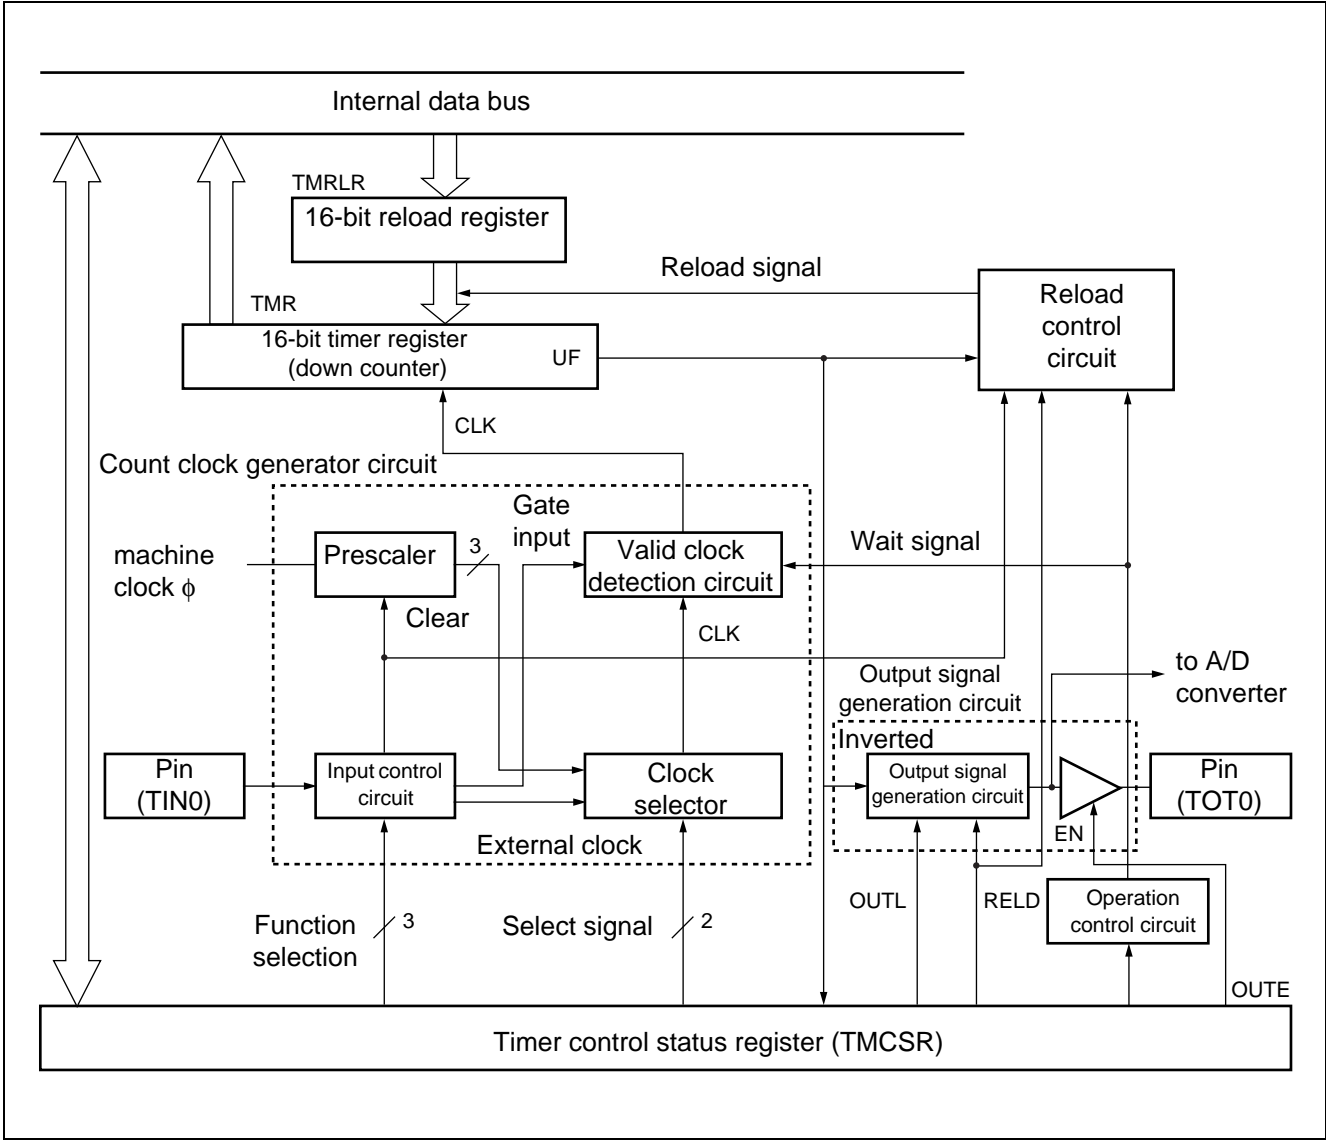 Internal data bus
TMRLR
16-bit reload register
Reload signal
TMR
16-bit timer register
(down counter)
UF
Reload
control
circuit
CLK
Count clock generator circuit
Gate
input
machine
clock ϕ
Prescaler
3
Valid clock
detection circuit
Wait signal
Clear
CLK
Output signal
generation circuit
to A/D
converter
Inverted
Pin
(TIN0)
Input control
circuit
Clock
selector
Output signal
generation circuit
EN
Pin
(TOT0)
External clock
Function
selection
3
Select signal
2
OUTL
RELD
Operation
control circuit
OUTE
Timer control status register (TMCSR)